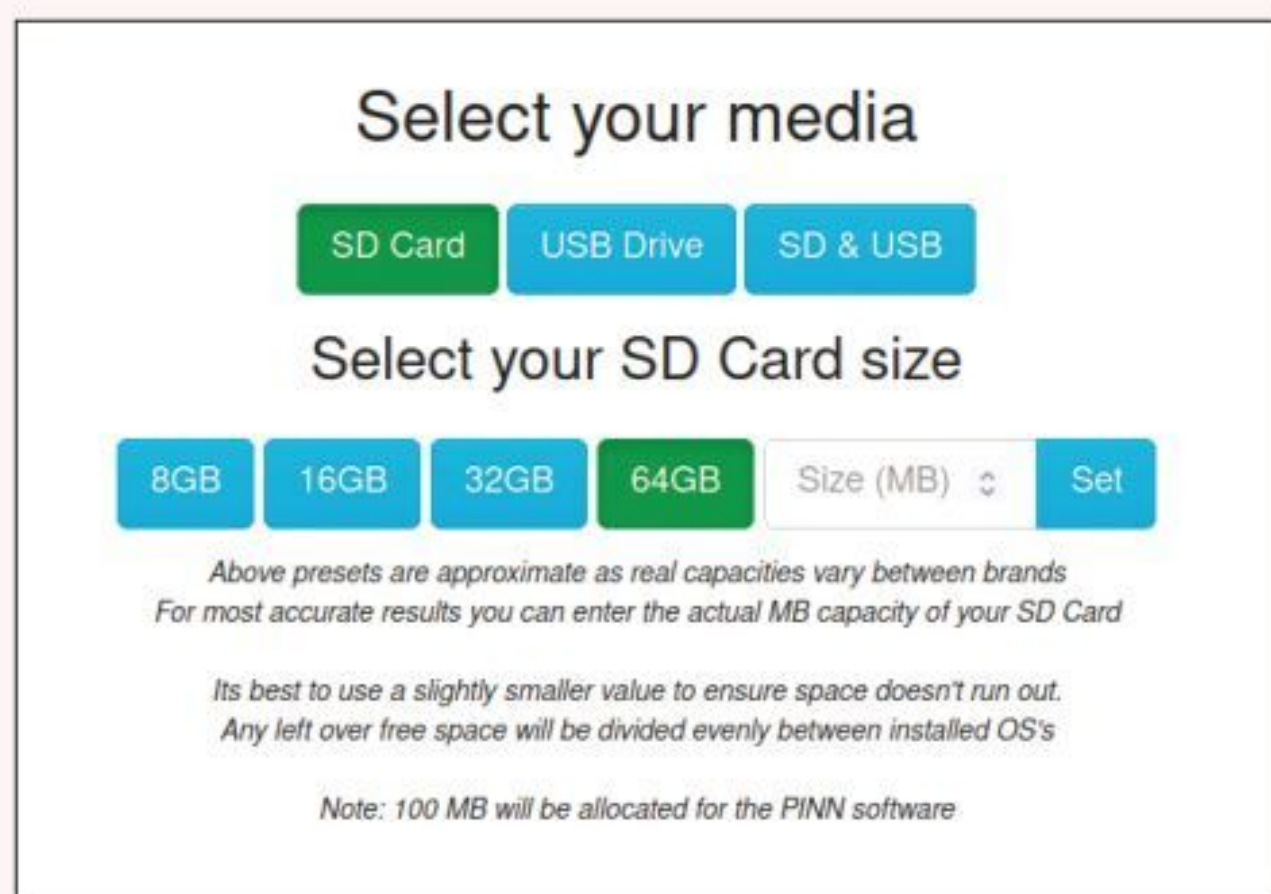 Select your media
SD Card USB Drive SD & USB
Select your SD Card size
8GB 16GB 32GB 64GB Size (MB) Set
Above presets are approximate as real capacities vary between brands
For most accurate results you can enter the actual MB capacity of your SD Card
Its best to use a slightly smaller value to ensure space doesn't run out.
Any left over free space will be divided evenly between installed OS's
Note: 100 MB will be allocated for the PINN software